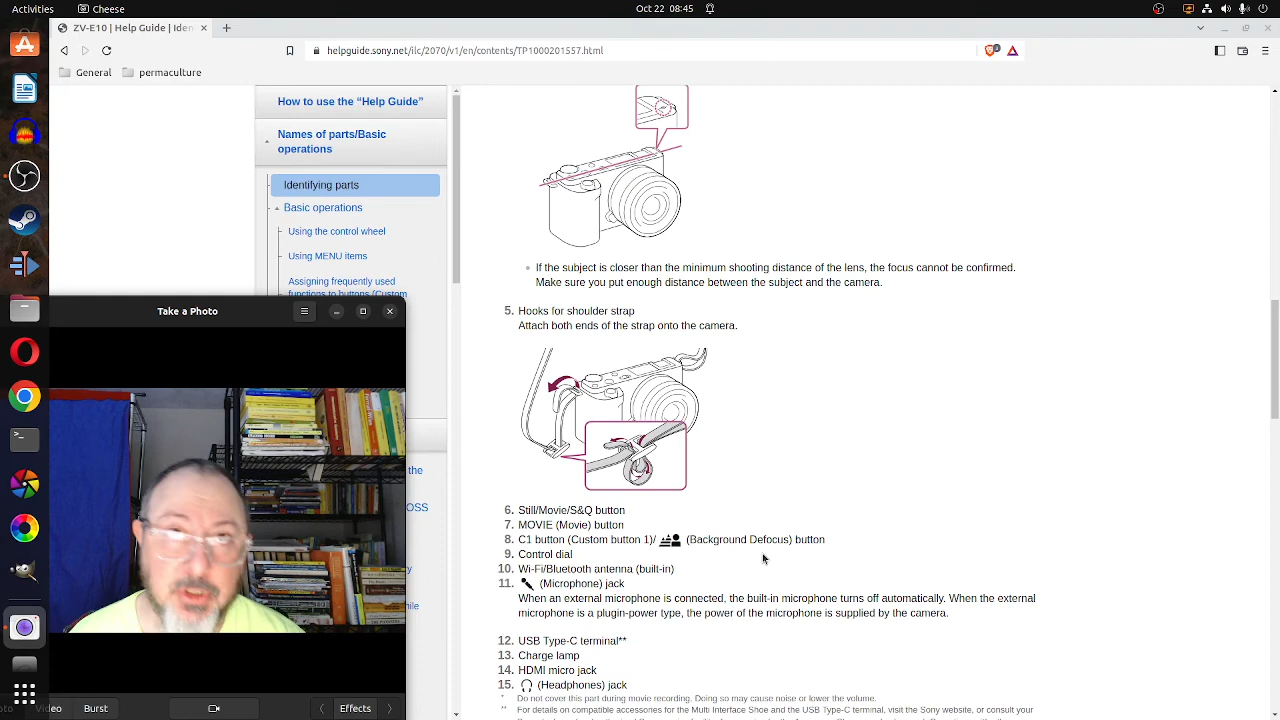 Activities
Cheese
Oct 22 08:45
ZV-E10 | Help Guide | Iden
helpguide.sony.net/ilc/2070/v1/en/contents/TP1000201557.html
General
permaculture
How to use the “Help Guide”
Names of parts/Basic
operations
Identifying parts
Basic operations
Using the control wheel
Using MENU items
Assigning frequently used
functions to buttons (Custom
the
OSS
Take a Photo
Video
Burst
Effects
If the subject is closer than the minimum shooting distance of the lens, the focus cannot be confirmed.
Make sure you put enough distance between the subject and the camera.
5. Hooks for shoulder strap
Attach both ends of the strap onto the camera.
6. Still/Movie/S&Q button
7. MOVIE (Movie) button
8. C1 button (Custom button 1)/ (Background Defocus) button
9. Control dial
10. Wi-Fi/Bluetooth antenna (built-in)
11. (Microphone) jack
When an external microphone is connected, the built-in microphone turns off automatically. When the external
microphone is a plugin-power type, the power of the microphone is supplied by the camera.
12. USB Type-C terminal**
13. Charge lamp
14. HDMI micro jack
15. (Headphones) jack
* Do not cover this part during movie recording. Doing so may cause noise or lower the volume.
** For details on compatible accessories for the Multi Interface Shoe and the USB Type-C terminal, visit the Sony website, or consult your